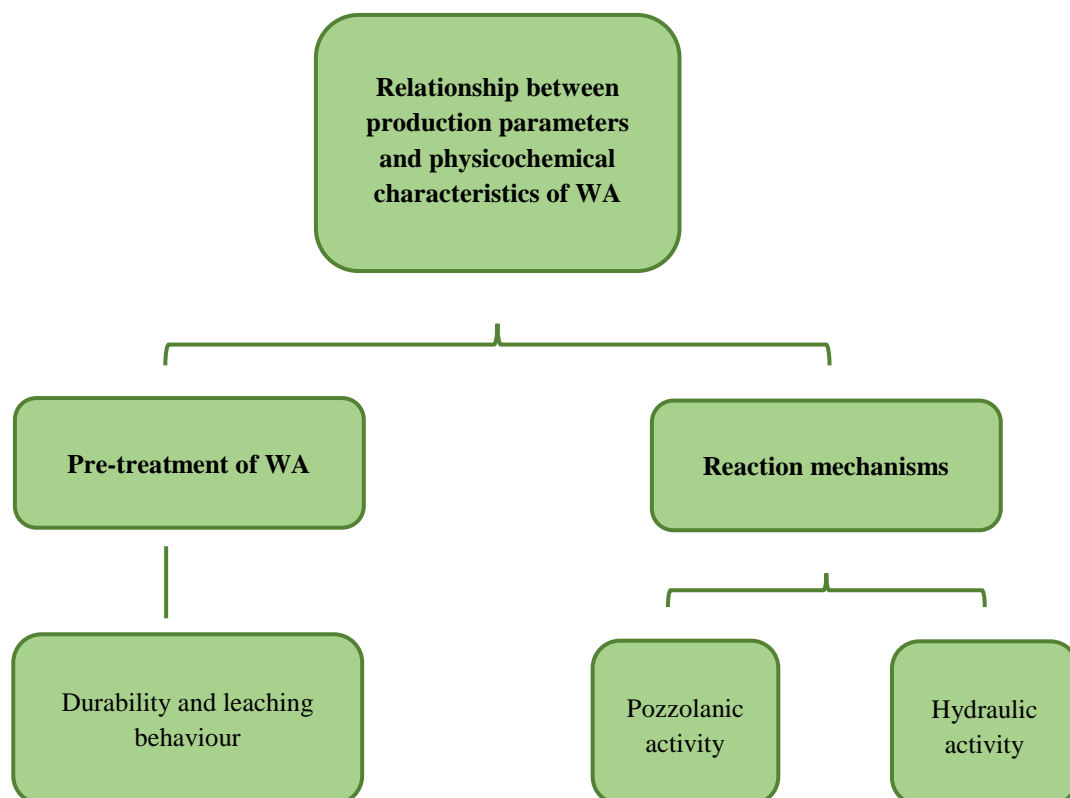 Relationship between
production parameters
and physicochemical
characteristics of WA
Pre-treatment of WA
Reaction mechanisms
Durability and leaching
behaviour
Pozzolanic
activity
Hydraulic
activity